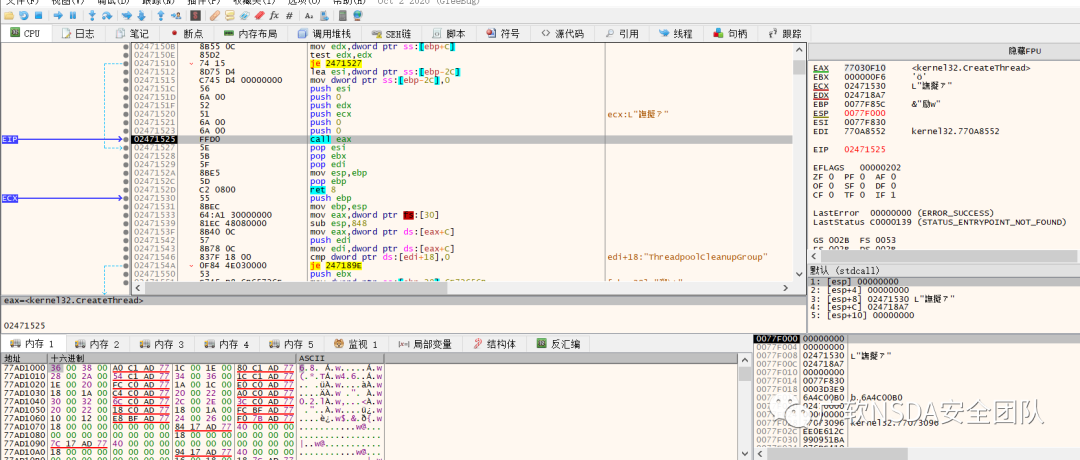 文件(F) 视图(V) 调试(D) 跟踪(N) 插件(P) 收藏夹(I) 选项(O) 帮助(H) Oct 2 2020 (TitanEngine)
CPU 日志 笔记 断点 内存布局 调用堆栈 SEH链 脚本 符号 源代码 引用 线程 句柄 跟踪
0247150B 8B55 0C mov edx,dword ptr ss:[ebp+C]
85D2 test edx,edx
02471510 74 15 je 2471527
02471512 8D75 D4 lea esi,dword ptr ss:[ebp-2C]
02471515 C745 D4 00000000 mov dword ptr ss:[ebp-2C],0
0247151C 56 push esi
0247151D 6A 00 push 0
0247151F 52 push edx
02471520 51 push ecx ecx:L"譕擬ㄗ"
02471521 6A 00 push 0
02471523 6A 00 push 0
EIP 02471525 FFD0 call eax
02471527 5E pop esi
02471528 5B pop ebx
02471529 5F pop edi
0247152A 8BE5 mov esp,ebp
0247152C 5D pop ebp
0247152D C2 0800 ret 8
ECX 02471530 55 push ebp
02471531 8BEC mov ebp,esp
02471533 64:A1 30000000 mov eax,dword ptr fs:[30]
02471539 81EC 48080000 sub esp,848
0247153F 8B40 0C mov eax,dword ptr ds:[eax+C]
02471542 57 push edi
02471543 8B78 0C mov edi,dword ptr ds:[eax+C]
02471546 837F 18 00 cmp dword ptr ds:[edi+18],0 edi+18:"ThreadpoolCleanupGroup"
0247154A 0F84 4E030000 je 247189E
02471550 53 push ebx
eax=<kernel32.CreateThread>
02471525
隐藏FPU
EAX 77030F10 <kernel32.CreateThread>
EBX 000000F6 'ö'
ECX 02471530
EDX 024718A7
EBP 0077F85C
ESP 0077F000
ESI 0077F830
EDI 770A8552 kernel32.770A8552
EIP 02471525
EFLAGS 00000202
ZF 0 PF 0 AF 0
OF 0 SF 0 DF 0
CF 0 TF 0 IF 1
LastError 00000000 (ERROR_SUCCESS)
LastStatus C0000139 (STATUS_ENTRYPOINT_NOT_FOUND)
GS 002B FS 0053
默认 (stdcall)
1: [esp] 00000000
2: [esp+4] 00000000
3: [esp+8] 02471530
4: [esp+C] 024718A7
5: [esp+10] 00000000
内存 1 内存 2 内存 3 内存 4 内存 5 监视 1 局部变量 结构体 反汇编
地址 十六进制 ASCII
77AD1000 36 00 38 00 A0 C1 AD 77 1C 00 1E 00 80 C1 AD 77
77AD1010 28 00 2A 00 54 C1 AD 77 34 00 36 00 1C C1 AD 77
77AD1020 1E 00 20 00 FC C0 AD 77 1A 00 1C 00 E0 C0 AD 77
77AD1030 18 00 1A 00 C4 C0 AD 77 20 00 22 00 A0 C0 AD 77
77AD1040 30 00 32 00 6C C0 AD 77 2C 00 2E 00 3C C0 AD 77
77AD1050 20 00 22 00 18 C0 AD 77 18 00 1A 00 FC BF AD 77
77AD1060 10 00 12 00 E8 BF AD 77 24 00 26 00 F0 7B AD 77
77AD1070 18 00 00 00 00 00 00 00 84 17 AD 77 40 00 00 00
77AD1080 00 00 00 00 00 00 00 00 18 00 00 00 00 00 00 00
77AD1090 7C 17 AD 77 40 00 00 00 00 00 00 00 00 00 00 00
77AD10A0 18 00 00 00 00 00 00 00 94 17 AD 77 40 00 00 00
0077F000 00000000
0077F004 00000000
0077F008 02471530
0077F00C 024718A7
0077F010 00000000
0077F014 0077F830
0077F018 0003D3E9
6A4C00B0 b.6A4C00B0
77073096 kernel32.77073096
0077F02C EE0E612C
0077F030 990951BA
软NSDA安全团队